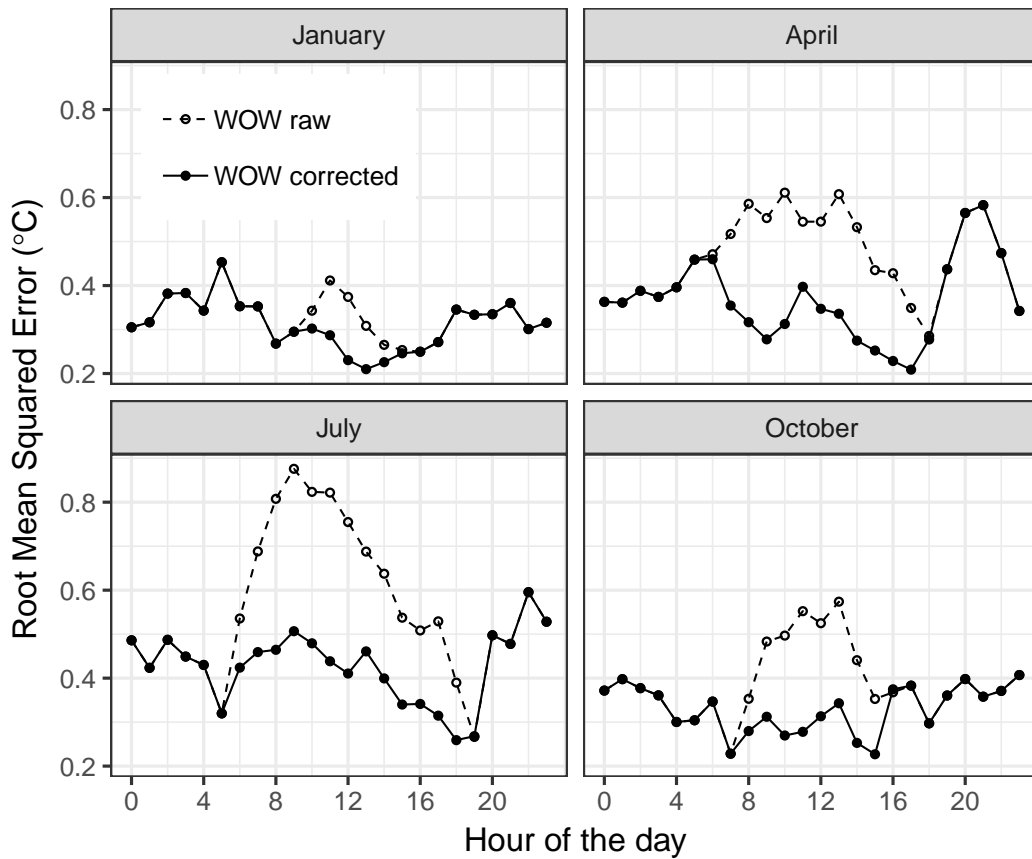 January
April
0.8
0.6
0.4
0.2
WOW raw
WOW corrected
July
October
0.8
0.6
0.4
0.2
0 4 8 12 16 20
0 4 8 12 16 20
Hour of the day
Root Mean Squared Error (°C)